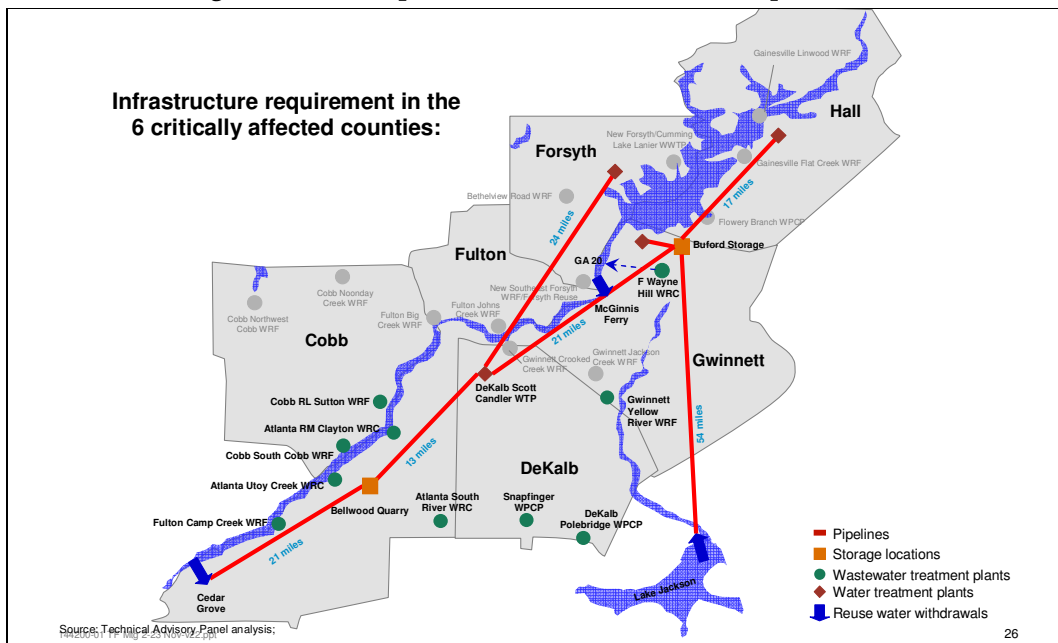 Infrastructure requirement in the
6 critically affected counties:
Gainesville Linwood WRF
Hall
New Forsyth/Cumming
Lake Lanier WWTP
Forsyth
Gainesville Flat Creek WRF
Bethelview Road WRF
17 miles
24 miles
Flowery Branch WPCP
Fulton
Buford Storage
GA 20
Cobb Noonday
Creek WRF
New Southeast Forsyth
WRF/Forsyth Reuse
F Wayne
Hill WRC
Cobb Northwest
Cobb WRF
Fulton Big
Creek WRF
Fulton Johns
Creek WRF
McGinnis
Ferry
21 miles
Cobb
Gwinnett Crooked
Creek WRF
Gwinnett Jackson
Creek WRF
Gwinnett
DeKalb Scott
Candler WTP
Cobb RL Sutton WRF
Gwinnett
Yellow
River WRF
Atlanta RM Clayton WRC
54 miles
Cobb South Cobb WRF
13 miles
DeKalb
Atlanta Utoy Creek WRC
Bellwood Quarry
Atlanta South
River WRC
Snapfinger
WPCP
DeKalb
Polebridge WPCP
Fulton Camp Creek WRF
21 miles
Pipelines
Storage locations
Wastewater treatment plants
Water treatment plants
Reuse water withdrawals
Lake Jackson
Cedar
Grove
Source: Technical Advisory Panel analysis;
26